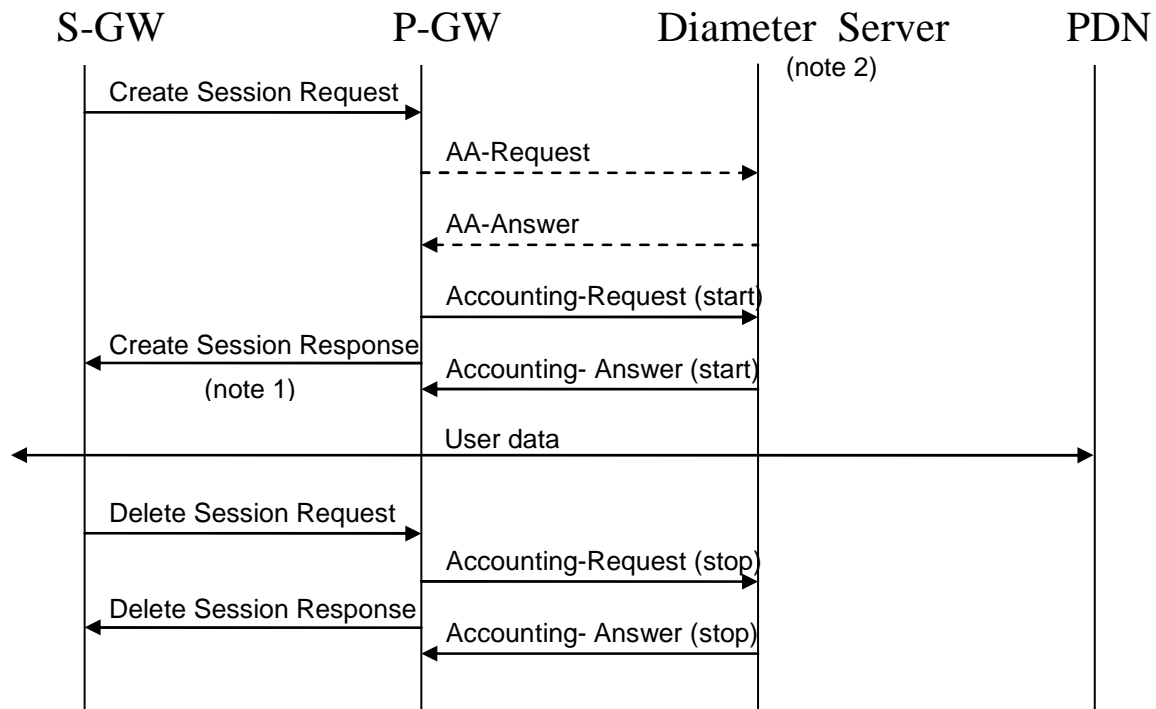 S-GW P-GW Diameter Server PDN
(note 2)
Create Session Request
AA-Request
AA-Answer
Accounting-Request (start)
Create Session Response
Accounting- Answer (start)
(note 1)
User data
Delete Session Request
Accounting-Request (stop)
Delete Session Response
Accounting- Answer (stop)